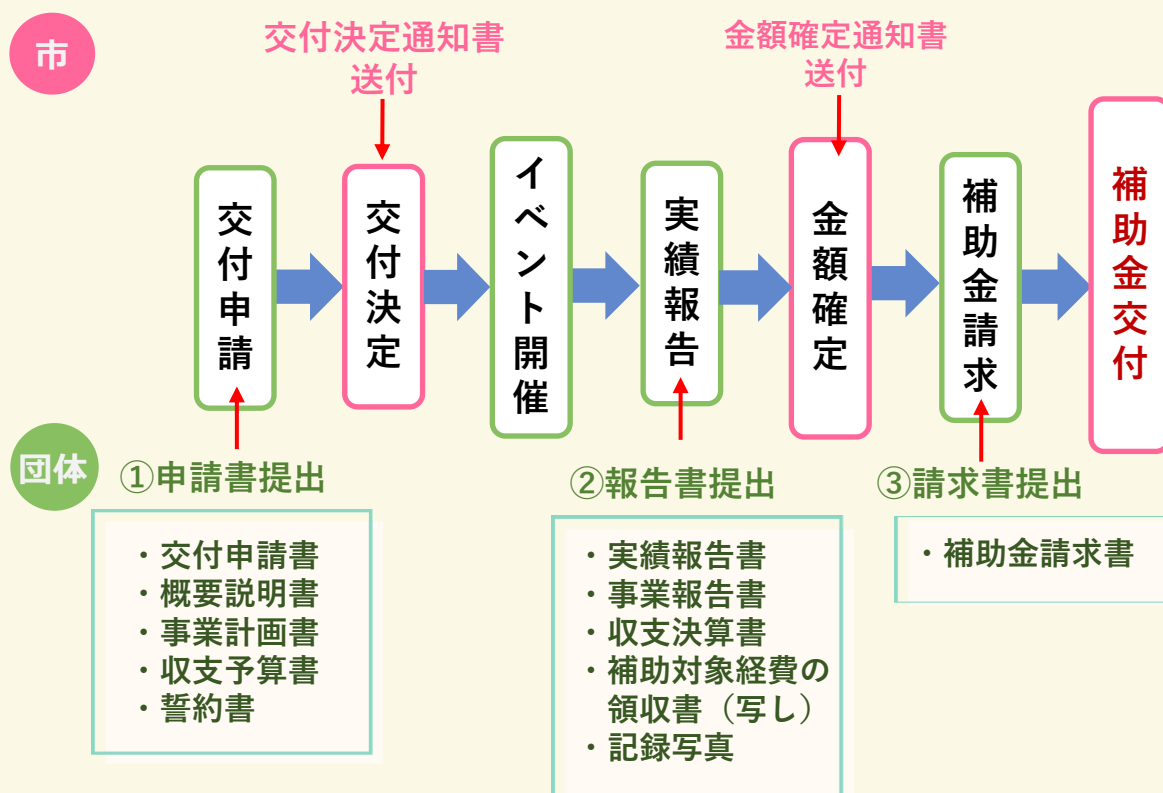 市
交付決定通知書
送付
金額確定通知書
送付
交付申請
交付決定
イベント開催
実績報告
金額確定
補助金請求
補助金交付
団体
①申請書提出
・交付申請書
・概要説明書
・事業計画書
・収支予算書
・誓約書
②報告書提出
・実績報告書
・事業報告書
・収支決算書
・補助対象経費の
領収書（写し）
・記録写真
③請求書提出
・補助金請求書